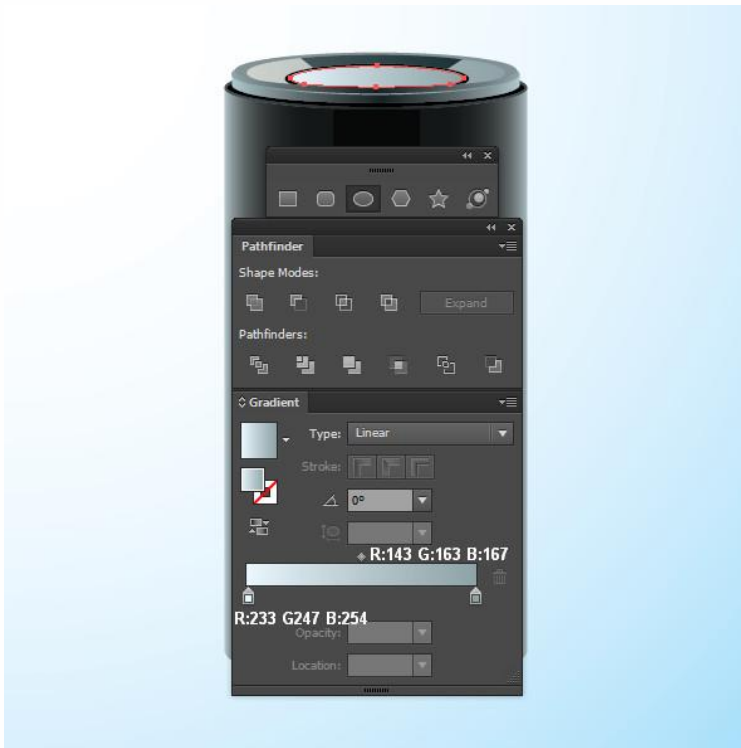 Pathfinder
Shape Modes:
Expand
Pathfinders:
Gradient
Type: Linear
Stroke:
0°
R:143 G:163 B:167
R:233 G247 B:254
Opacity:
Location: